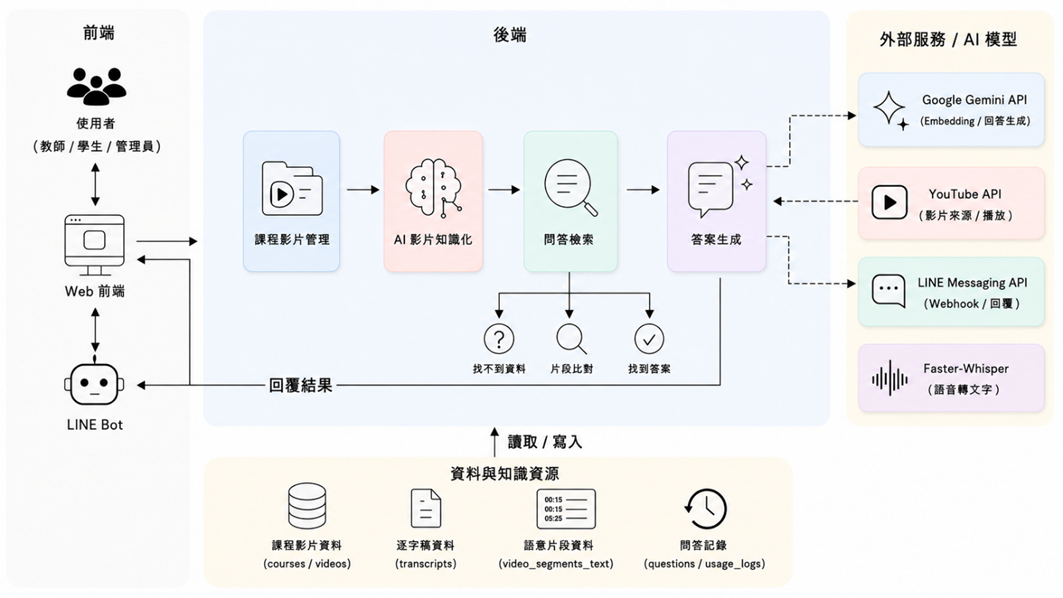 前端
使用者
(教師 / 學生 / 管理員)
Web 前端
LINE Bot
後端
課程影片管理
AI 影片知識化
問答檢索
答案生成
?
找不到資料
片段比對
找到答案
回覆結果
外部服務 / AI 模型
Google Gemini API
(Embedding / 回答生成)
YouTube API
(影片來源 / 播放)
LINE Messaging API
(Webhook / 回覆)
Faster-Whisper
(語音轉文字)
讀取 / 寫入
資料與知識資源
課程影片資料
(courses / videos)
逐字稿資料
(transcripts)
00:15
00:15
05:25
語意片段資料
(video_segments_text)
問答記錄
(questions / usage_logs)